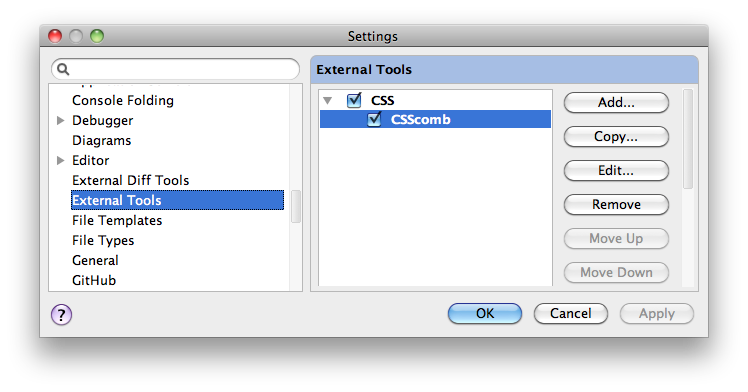 Settings
Console Folding
Debugger
Diagrams
Editor
External Diff Tools
External Tools
File Templates
File Types
General
GitHub
External Tools
CSS
CSScomb
Add...
Copy...
Edit...
Remove
Move Up
Move Down
?
OK
Cancel
Apply